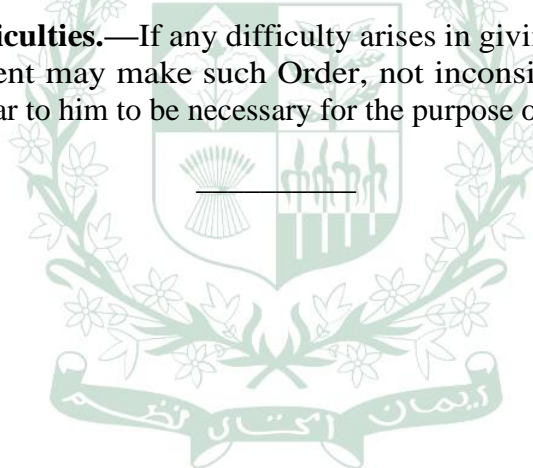 iculties.—If any difficulty arises in givi
ent may make such Order, not inconsi
ar to him to be necessary for the purpose o
ایمان اتحاد نظم